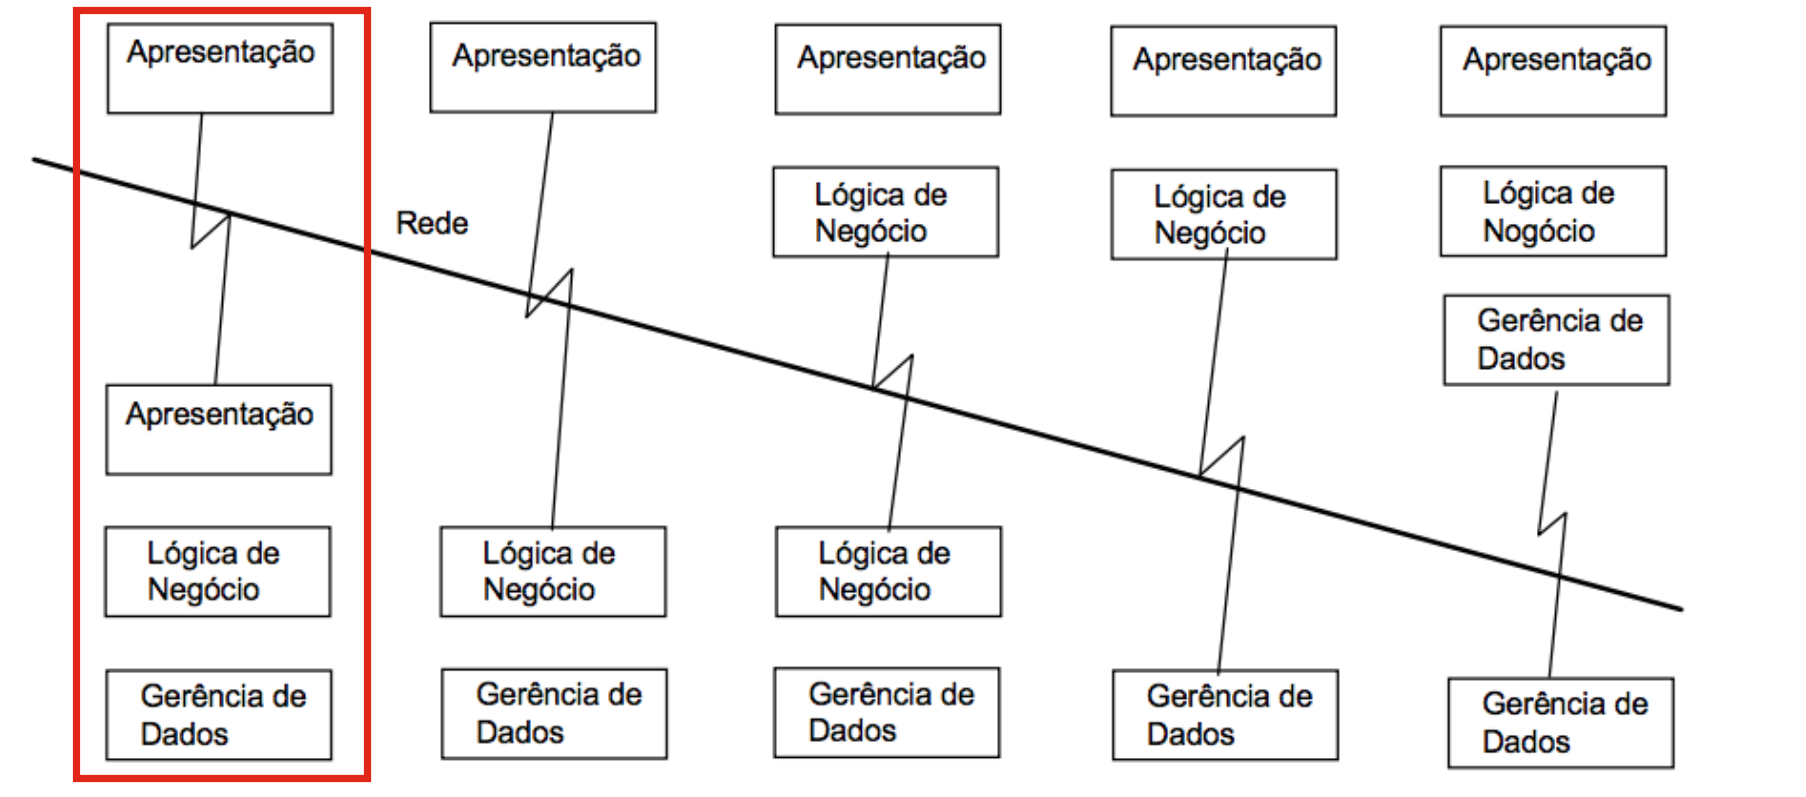 Apresentação
Apresentação
Apresentação
Apresentação
Apresentação
Lógica de
Negócio
Lógica de
Negócio
Lógica de
Nogócio
Rede
Gerência de
Dados
Apresentação
Lógica de
Negócio
Lógica de
Negócio
Lógica de
Negócio
Gerência de
Dados
Gerência de
Dados
Gerência de
Dados
Gerência de
Dados
Gerência de
Dados